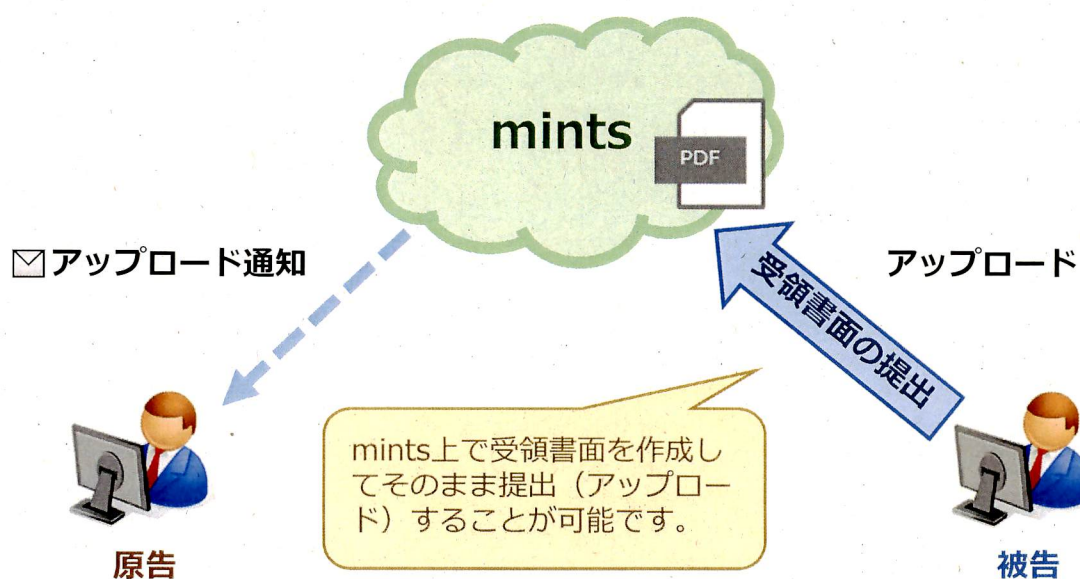 mints
PDF
アップロード通知
アップロード
受領書面の提出
mints上で受領書面を作成し
てそのまま提出（アップロー
ド）することが可能です。
原告
被告